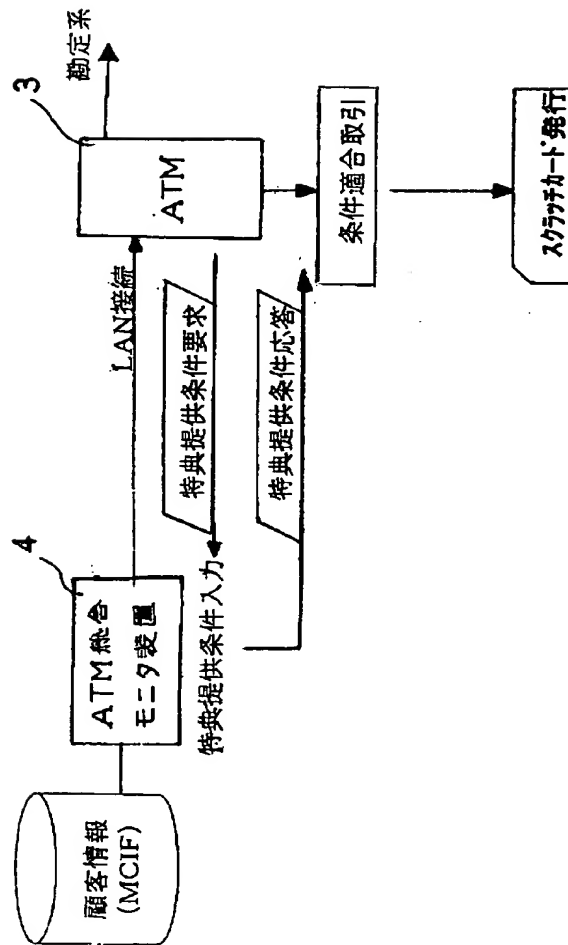 顧客情報
(MCIF)
4
ATM総合
モニタ装置
LAN接続
3
ATM
勘定系
特典提供条件要求
特典提供条件入力
特典提供条件応答
条件適合取引
スクラッチカード発行